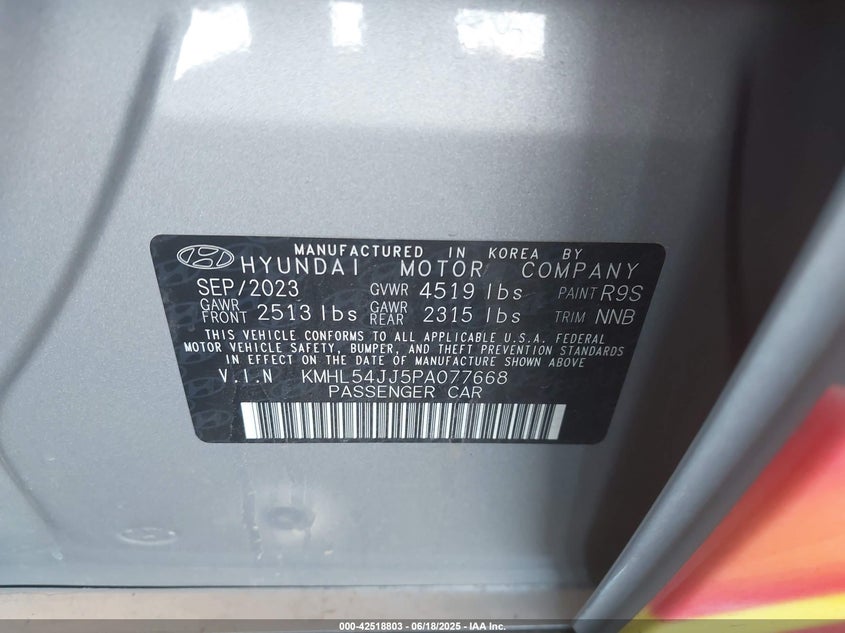 MANUFACTURED IN KOREA BY
HYUNDAI MOTOR COMPANY
SEP/2023 GVWR 4519 lbs PAINT R9S
GAWR FRONT 2513 lbs GAWR REAR 2315 lbs TRIM NNB
THIS VEHICLE CONFORMS TO ALL APPLICABLE U.S.A. FEDERAL
MOTOR VEHICLE SAFETY, BUMPER, AND THEFT PREVENTION STANDARDS
IN EFFECT ON THE DATE OF MANUFACTURE SHOWN ABOVE
V.I.N KMHL54JJ5PA077668
PASSENGER CAR
000-42518803 - 06/18/2025 - IAA Inc.